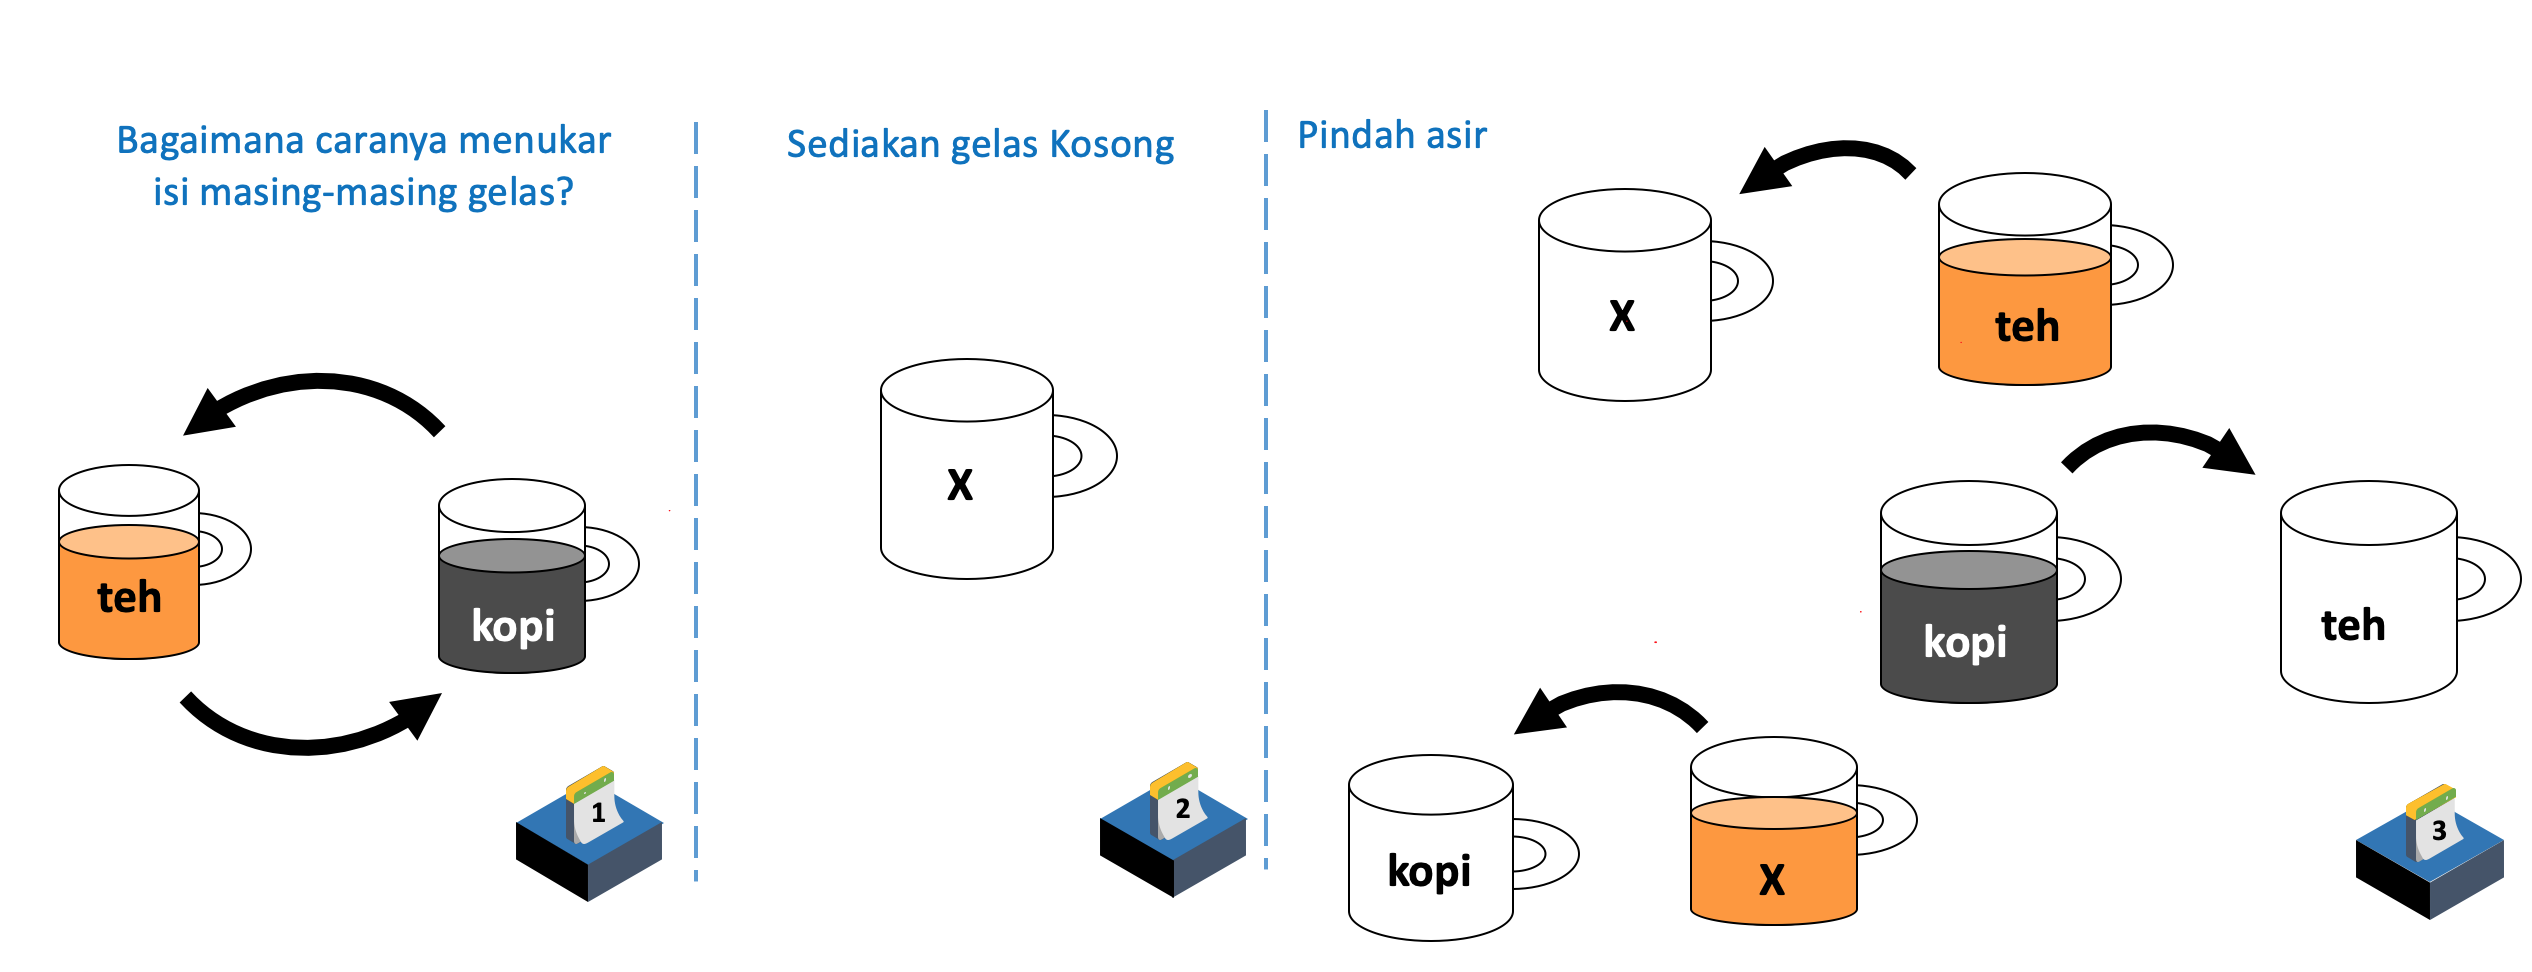 Bagaimana caranya menukar
isi masing-masing gelas?
teh
kopi
1
Sediakan gelas Kosong
X
2
Pindah asir
X
teh
kopi
teh
kopi
X
3